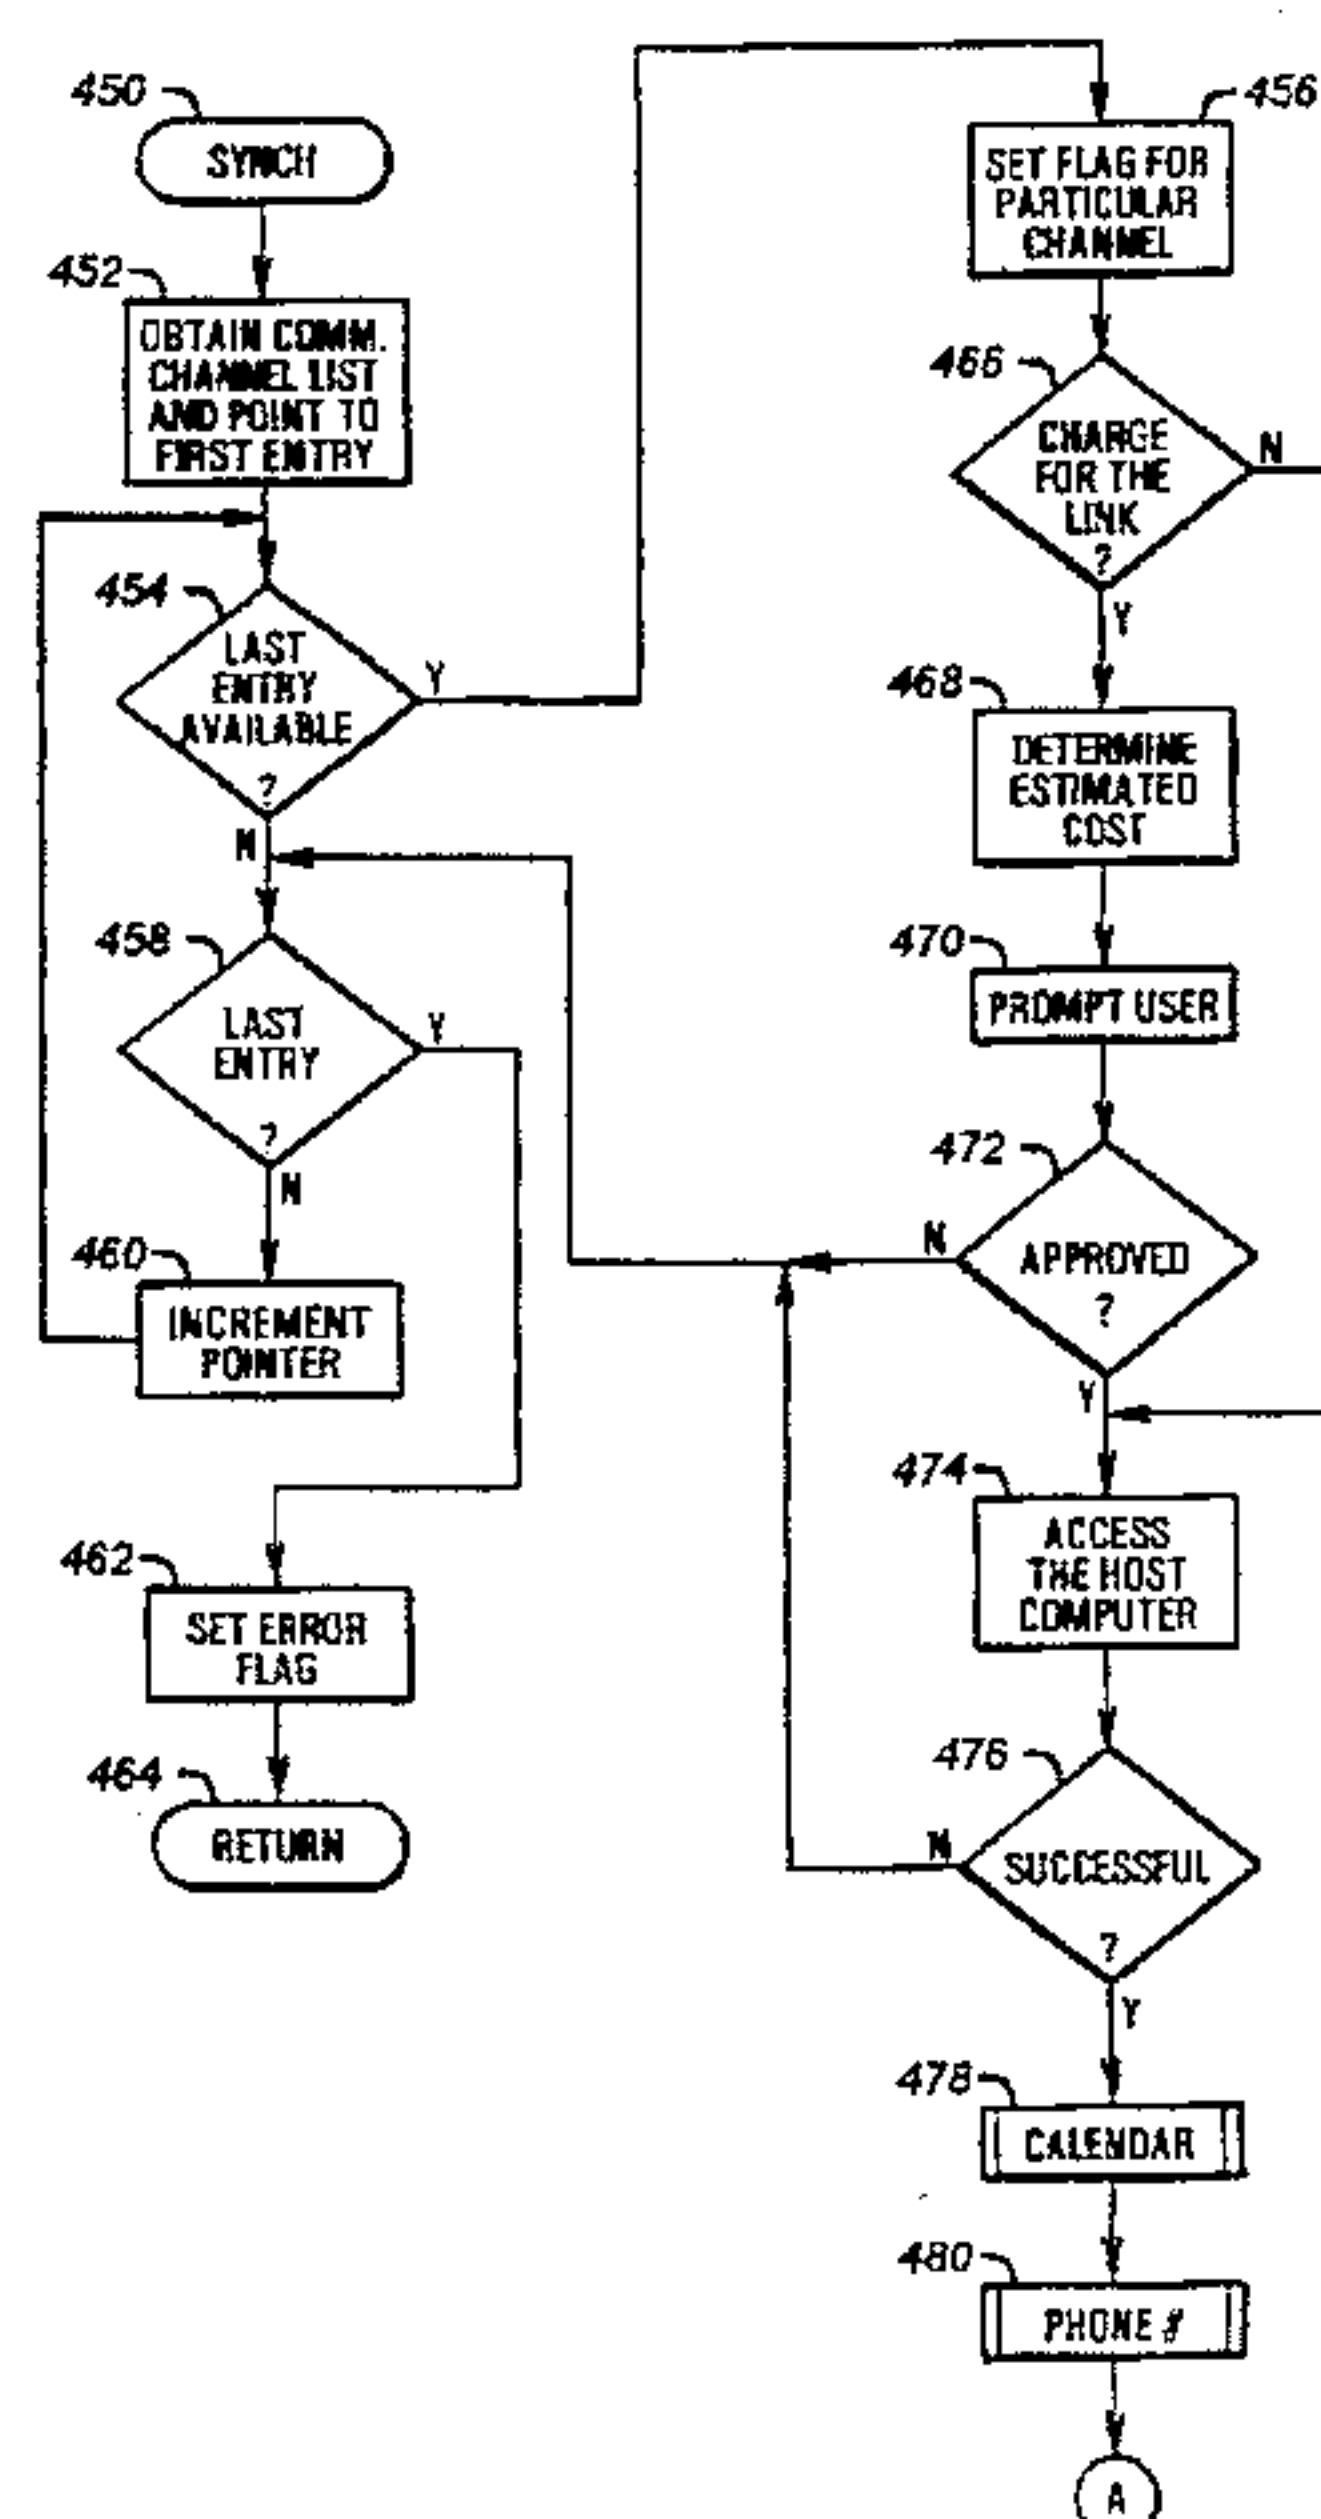 450
SYNCH
452
OBTAIN COMM.
CHANNEL LIST
AND POINT TO
FIRST ENTRY
454
LAST
ENTRY
AVAILABLE
?
Y
N
458
LAST
ENTRY
?
Y
N
460
INCREMENT
POINTER
462
SET ERROR
FLAG
464
RETURN
456
SET FLAG FOR
PARTICULAR
CHANNEL
466
CHARGE
FOR THE
LINK
?
N
Y
468
DETERMINE
ESTIMATED
COST
470
PROMPT USER
472
APPROVED
?
N
Y
474
ACCESS
THE HOST
COMPUTER
476
SUCCESSFUL
?
N
Y
478
CALENDAR
480
PHONE #
A